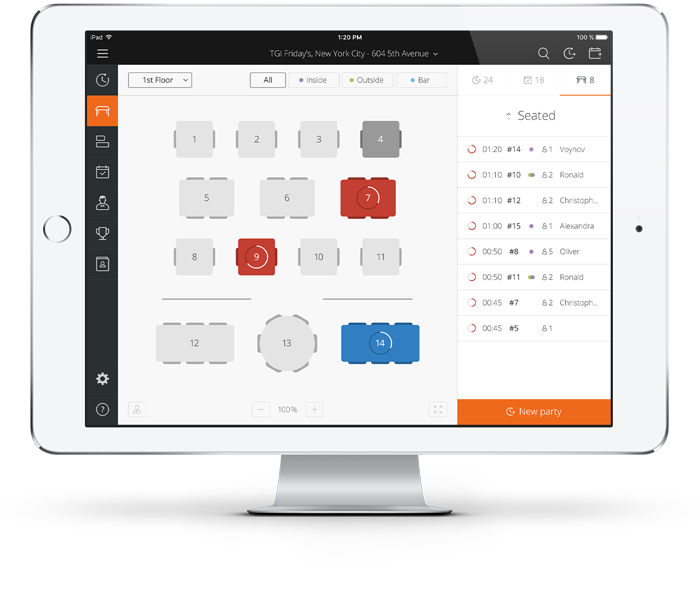 iPad
1:20 PM
100 %
TGI Friday's, New York City - 604 5th Avenue
1st Floor
All
Inside
Outside
Bar
24
18
8
Seated
1
2
3
4
5
6
7
8
9
10
11
12
13
14
01:20 #14 1 Voynov
01:10 #10 2 Ronald
01:10 #12 2 Christoph...
01:00 #15 1 Alexandra
00:50 #8 5 Oliver
00:50 #11 2 Ronald
00:45 #7 2 Christoph...
00:45 #5 1
?
− 100% +
New party